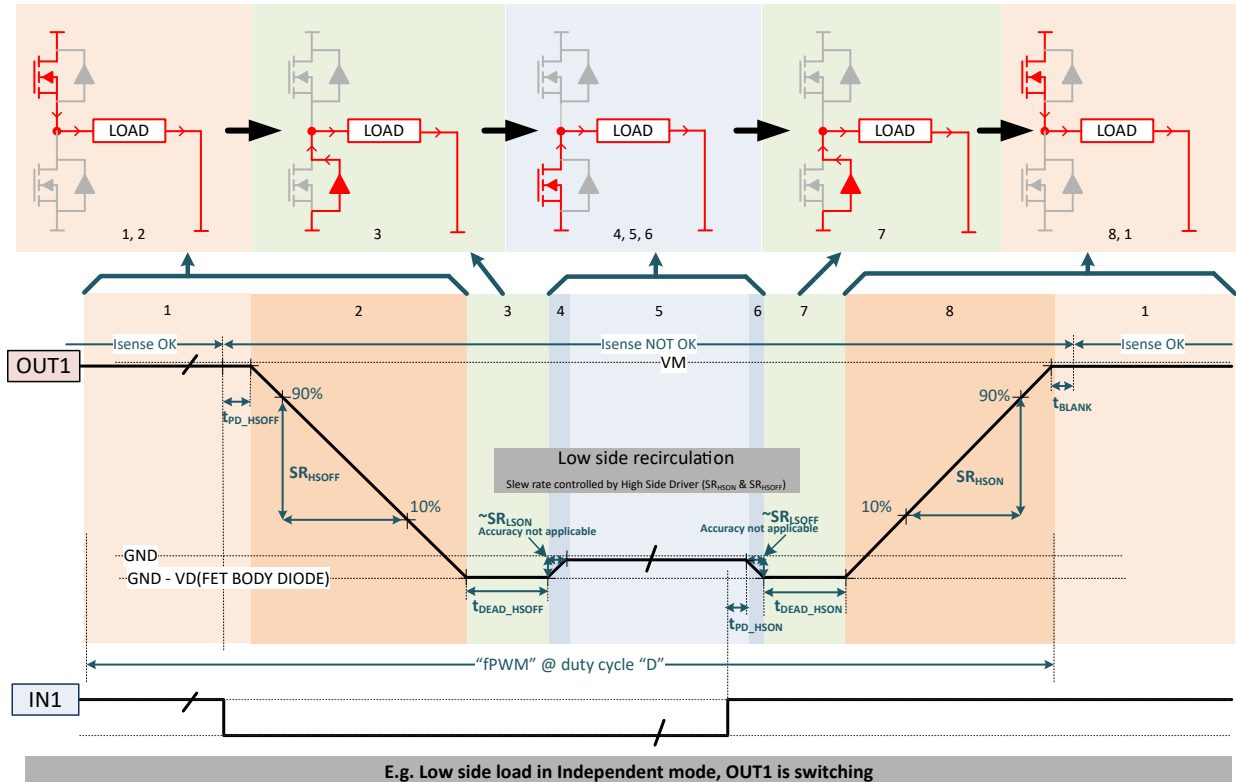 LOAD
LOAD
LOAD
LOAD
LOAD
1, 2
3
4, 5, 6
7
8, 1
1
2
3
4
5
6
7
8
1
Isense OK
Isense NOT OK
Isense OK
OUT1
VM
90%
90%
tPD_HSOFF
tBLANK
Low side recirculation
Slew rate controlled by High Side Driver (SRHSON & SRHSOFF)
SRHSOFF
SRHSON
10%
10%
~SRLSON
Accuracy not applicable
~SRLSOFF
Accuracy not applicable
GND
GND - VD(FET BODY DIODE)
tDEAD_HSOFF
tDEAD_HSON
tPD_HSON
“fPWM” @ duty cycle “D”
IN1
E.g. Low side load in Independent mode, OUT1 is switching